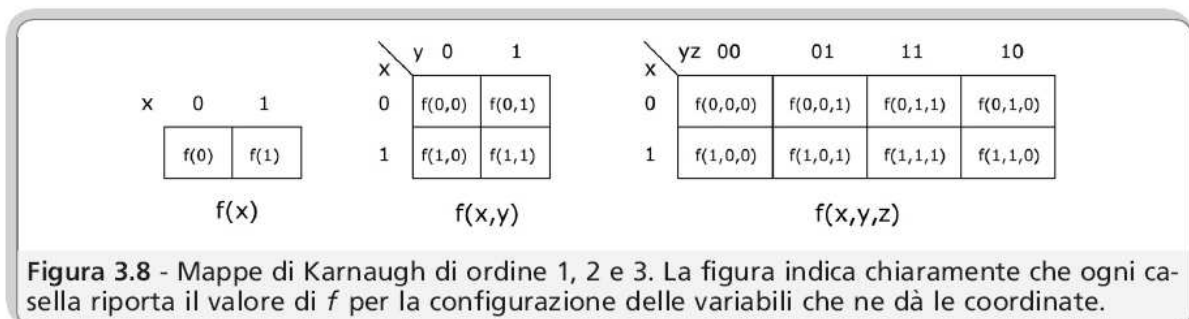 x 0 1
f(0) f(1)
f(x)
y 0 1
x
0 f(0,0) f(0,1)
1 f(1,0) f(1,1)
f(x,y)
yz 00 01 11 10
x
0 f(0,0,0) f(0,0,1) f(0,1,1) f(0,1,0)
1 f(1,0,0) f(1,0,1) f(1,1,1) f(1,1,0)
f(x,y,z)
Figura 3.8 - Mappe di Karnaugh di ordine 1, 2 e 3. La figura indica chiaramente che ogni ca-
sella riporta il valore di f per la configurazione delle variabili che ne dà le coordinate.